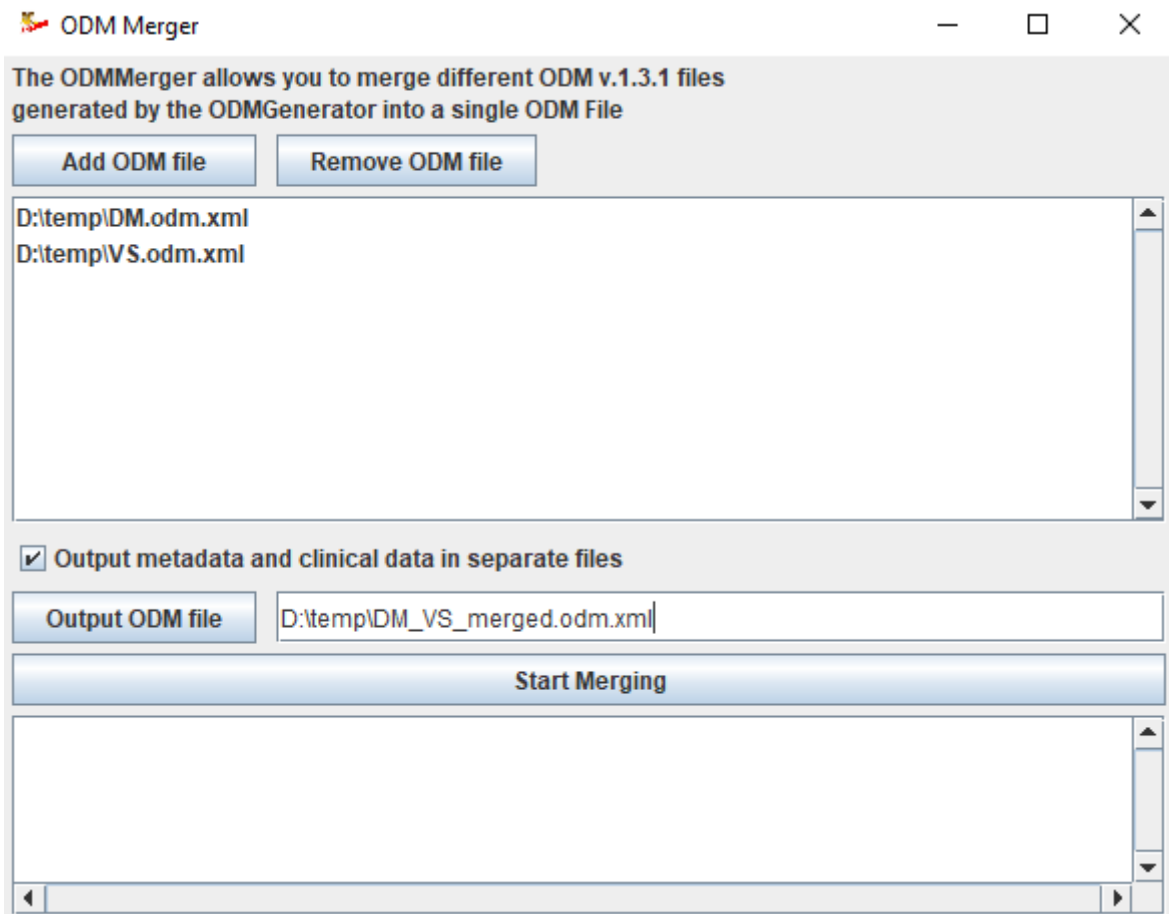 ODM Merger
The ODMMerger allows you to merge different ODM v.1.3.1 files
generated by the ODMGenerator into a single ODM File
Add ODM file Remove ODM file
D:\temp\DM.odm.xml
D:\temp\VS.odm.xml
Output metadata and clinical data in separate files
Output ODM file D:\temp\DM_VS_merged.odm.xml
Start Merging